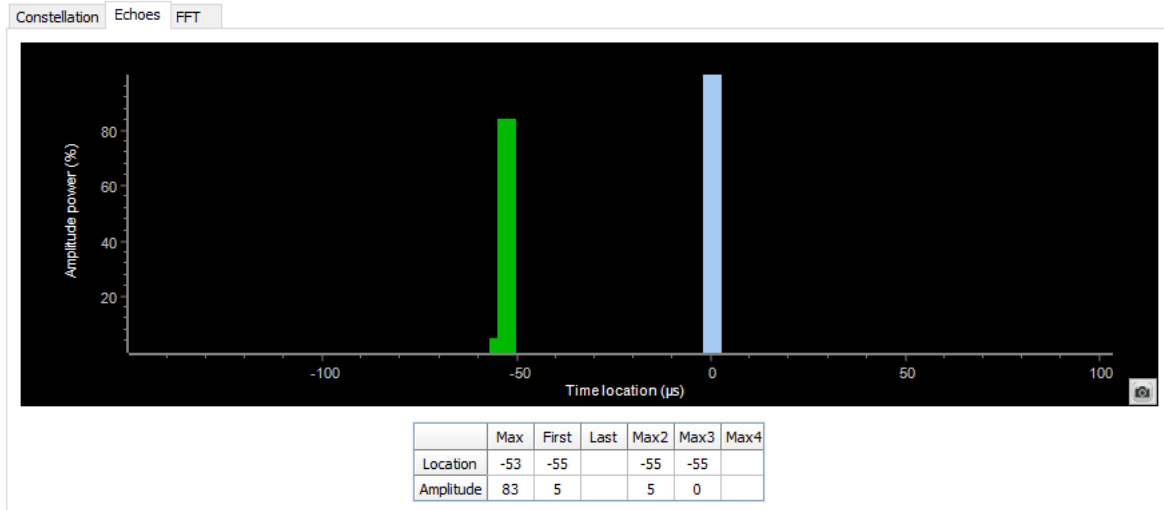 Constellation Echoes FFT
80
60
40
20
Amplitude power (%)
-100 -50 0 50 100
Time location (µs)
Max First Last Max2 Max3 Max4
Location -53 -55 -55 -55
Amplitude 83 5 5 0